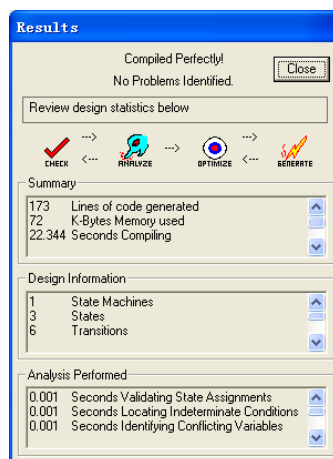 Results
Compiled Perfectly!
No Problems Identified.
Close
Review design statistics below
---> ---> --->
CHECK <--- ANALYZE OPTIMIZE <--- GENERATE
Summary
173 Lines of code generated
72 K-Bytes Memory used
22.344 Seconds Compiling
Design Information
1 State Machines
3 States
6 Transitions
Analysis Performed
0.001 Seconds Validating State Assignments
0.001 Seconds Locating Indeterminate Conditions
0.001 Seconds Identifying Conflicting Variables